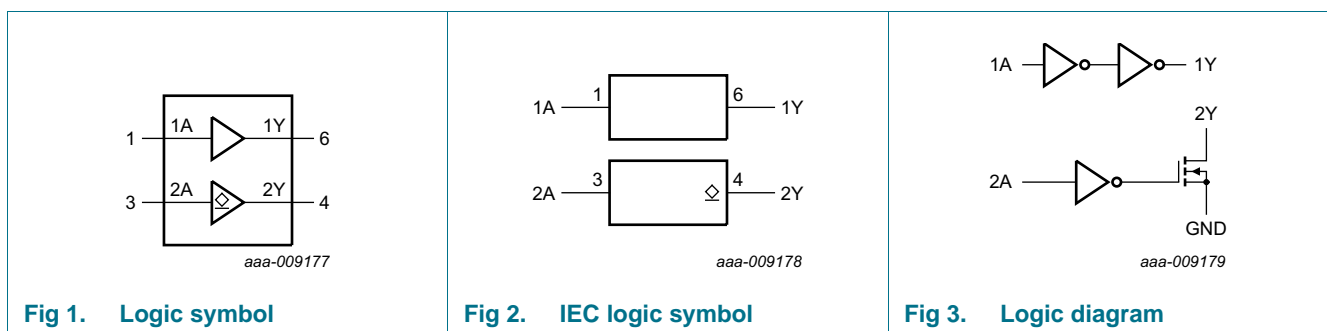 1 1A 1Y 6
3 2A 2Y 4
aaa-009177
Fig 1. Logic symbol
1A 1 6 1Y
2A 3 4 2Y
aaa-009178
Fig 2. IEC logic symbol
1A 1Y
2Y
2A
GND
aaa-009179
Fig 3. Logic diagram